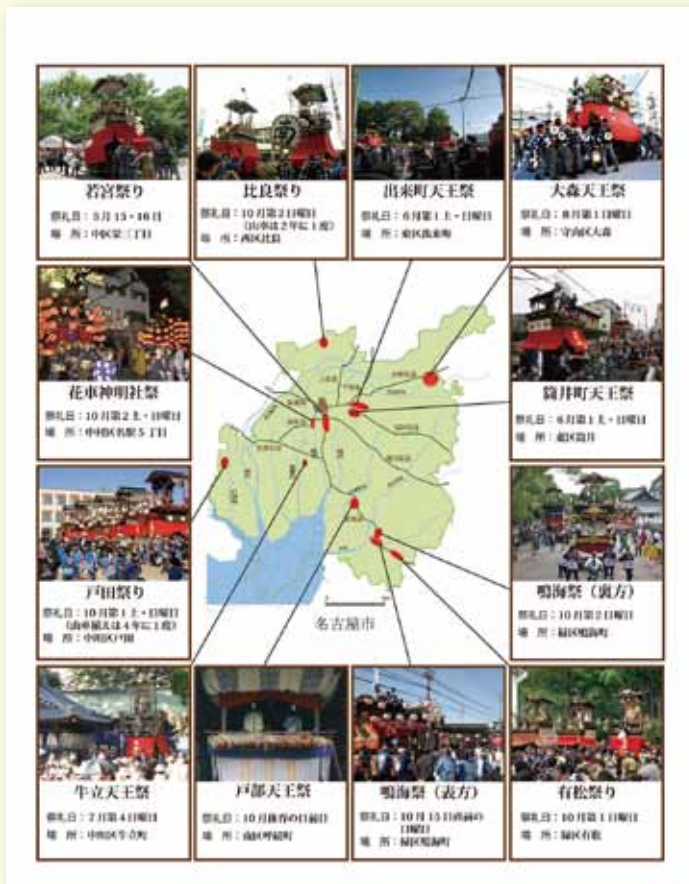 若宮祭り
祭礼日：5月15・16日
場　所：中区栄三丁目
比良祭り
祭礼日：10月第2日曜日
（山車は2年に1度）
場　所：西区比良
出来町天王祭
祭礼日：6月第1土・日曜日
場　所：東区出来町
大森天王祭
祭礼日：8月第1日曜日
場　所：守山区大森
花車神明社祭
祭礼日：10月第2土・日曜日
場　所：中村区名駅5丁目
筒井町天王祭
祭礼日：6月第1土・日曜日
場　所：東区筒井
戸田祭り
祭礼日：10月第1土・日曜日
（山車揃えは4年に1度）
場　所：中川区戸田
鳴海祭（裏方）
祭礼日：10月第2日曜日
場　所：緑区鳴海町
名古屋市
牛立天王祭
祭礼日：7月第4日曜日
場　所：中川区牛立町
戸部天王祭
祭礼日：10月体育の日前日
場　所：南区呼続町
鳴海祭（表方）
祭礼日：10月15日直前の
日曜日
場　所：緑区鳴海町
有松祭り
祭礼日：10月第1日曜日
場　所：緑区有松